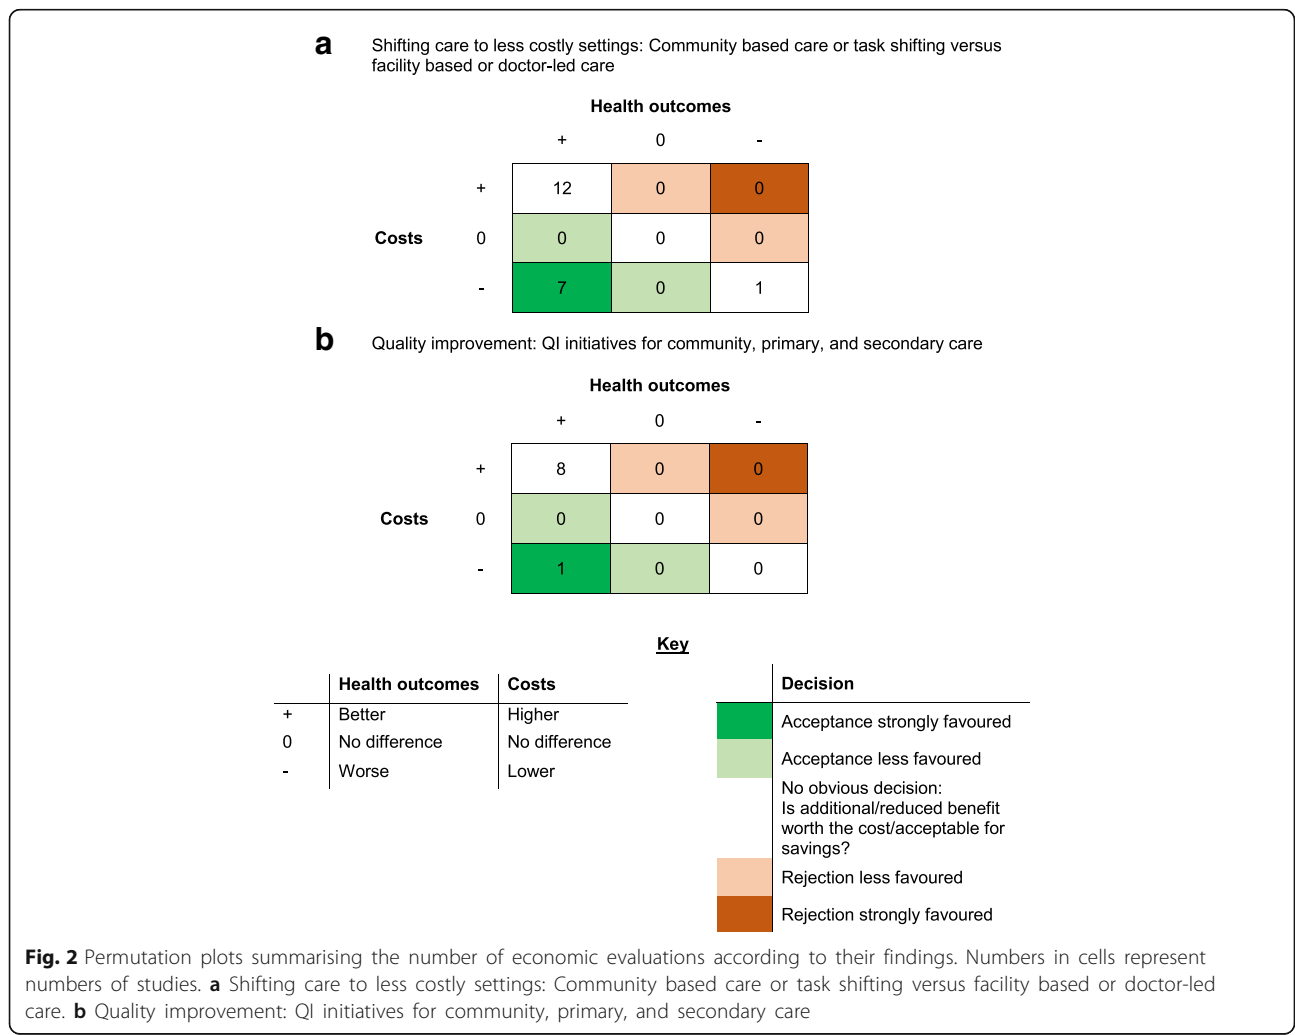 a Shifting care to less costly settings: Community based care or task shifting versus
facility based or doctor-led care
Health outcomes
+ 0 -
+ 12 0 0
Costs 0 0 0 0
- 7 0 1
b Quality improvement: QI initiatives for community, primary, and secondary care
Health outcomes
+ 0 -
+ 8 0 0
Costs 0 0 0 0
- 1 0 0
Key
Health outcomes Costs
+ Better Higher
0 No difference No difference
- Worse Lower
Decision
Acceptance strongly favoured
Acceptance less favoured
No obvious decision:
Is additional/reduced benefit
worth the cost/acceptable for
savings?
Rejection less favoured
Rejection strongly favoured
Fig. 2 Permutation plots summarising the number of economic evaluations according to their findings. Numbers in cells represent
numbers of studies. a Shifting care to less costly settings: Community based care or task shifting versus facility based or doctor-led
care. b Quality improvement: QI initiatives for community, primary, and secondary care